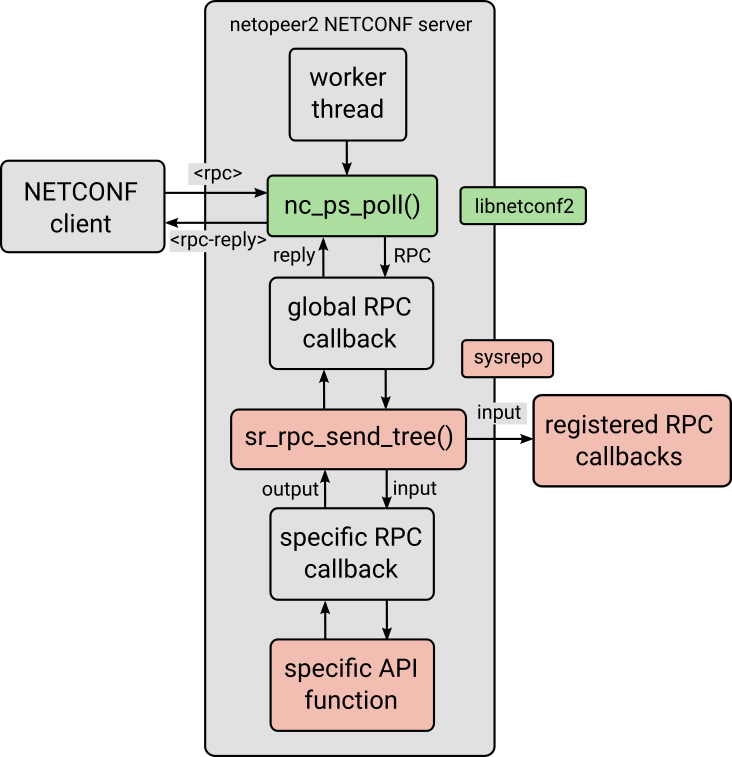 netopeer2 NETCONF server
worker
thread
<rpc>
NETCONF
client
nc_ps_poll()
libnetconf2
<rpc-reply>
reply
RPC
global RPC
callback
sysrepo
input
registered RPC
callbacks
sr_rpc_send_tree()
output
input
specific RPC
callback
specific API
function